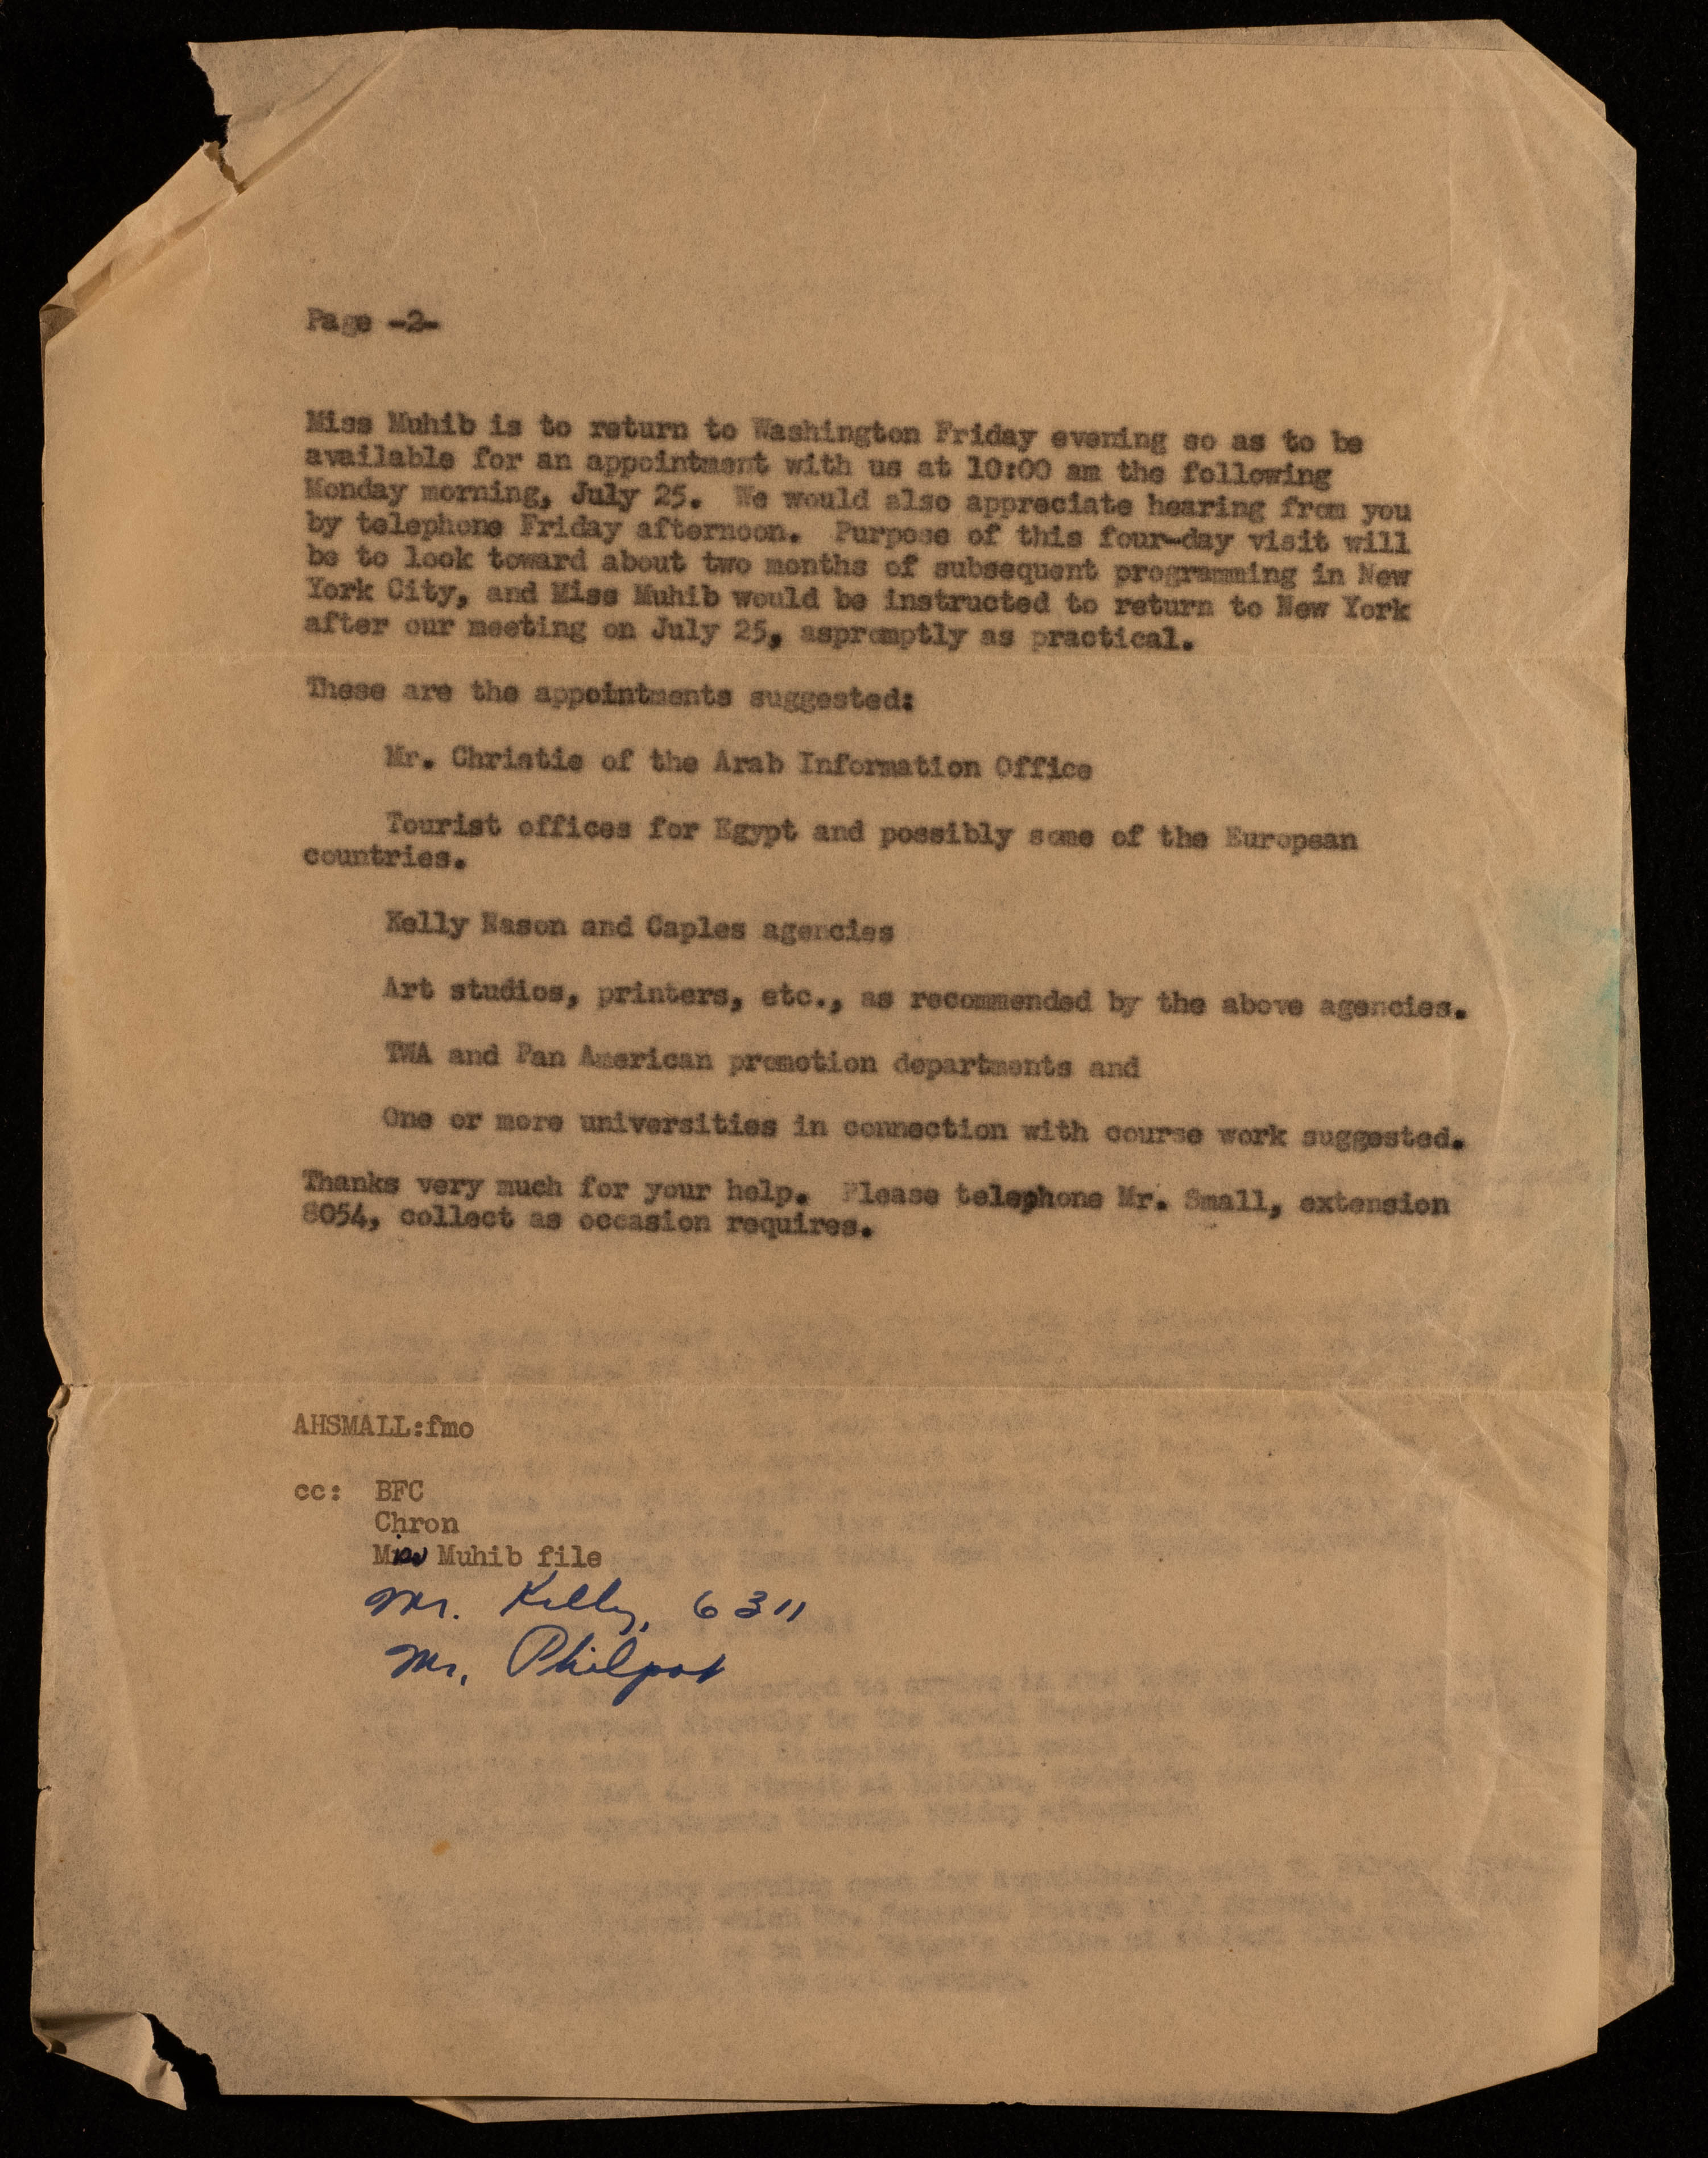 Page -2-
Miss Muhib is to return to Washington Friday evening so as to be
available for an appointment with us at 10:00 am the following
Monday morning, July 25. We would also appreciate hearing from you
by telephone Friday afternoon. Purpose of this four-day visit will
be to look toward about two months of subsequent programming in New
York City, and Miss Muhib would be instructed to return to New York
after our meeting on July 25, aspromptly as practical.
These are the appointments suggested:
Mr. Christie of the Arab Information Office
Tourist offices for Egypt and possibly some of the European
countries.
Kelly Nason and Caples agencies
Art studios, printers, etc., as recommended by the above agencies.
TWA and Pan American promotion departments and
One or more universities in connection with course work suggested.
Thanks very much for your help. Please telephone Mr. Small, extension
8054, collect as occasion requires.
AHSMALL:fmo
cc: BFC
Chron
Miss Muhib file
Mr. Kelly, 6311
Mr. Philpot